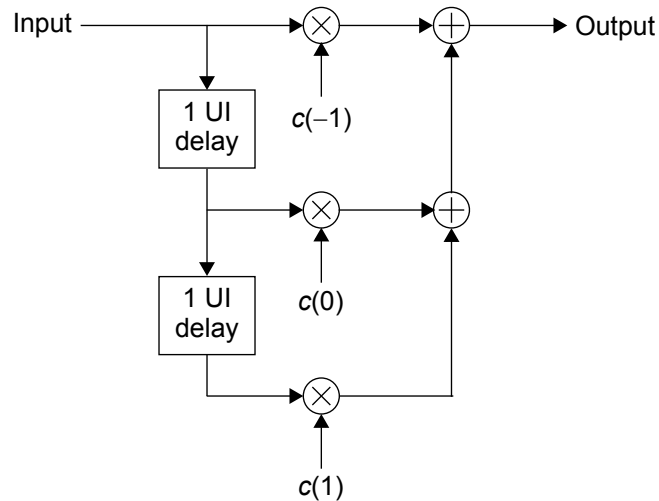 Input
Output
1 UI
delay
c(−1)
1 UI
delay
c(0)
c(1)